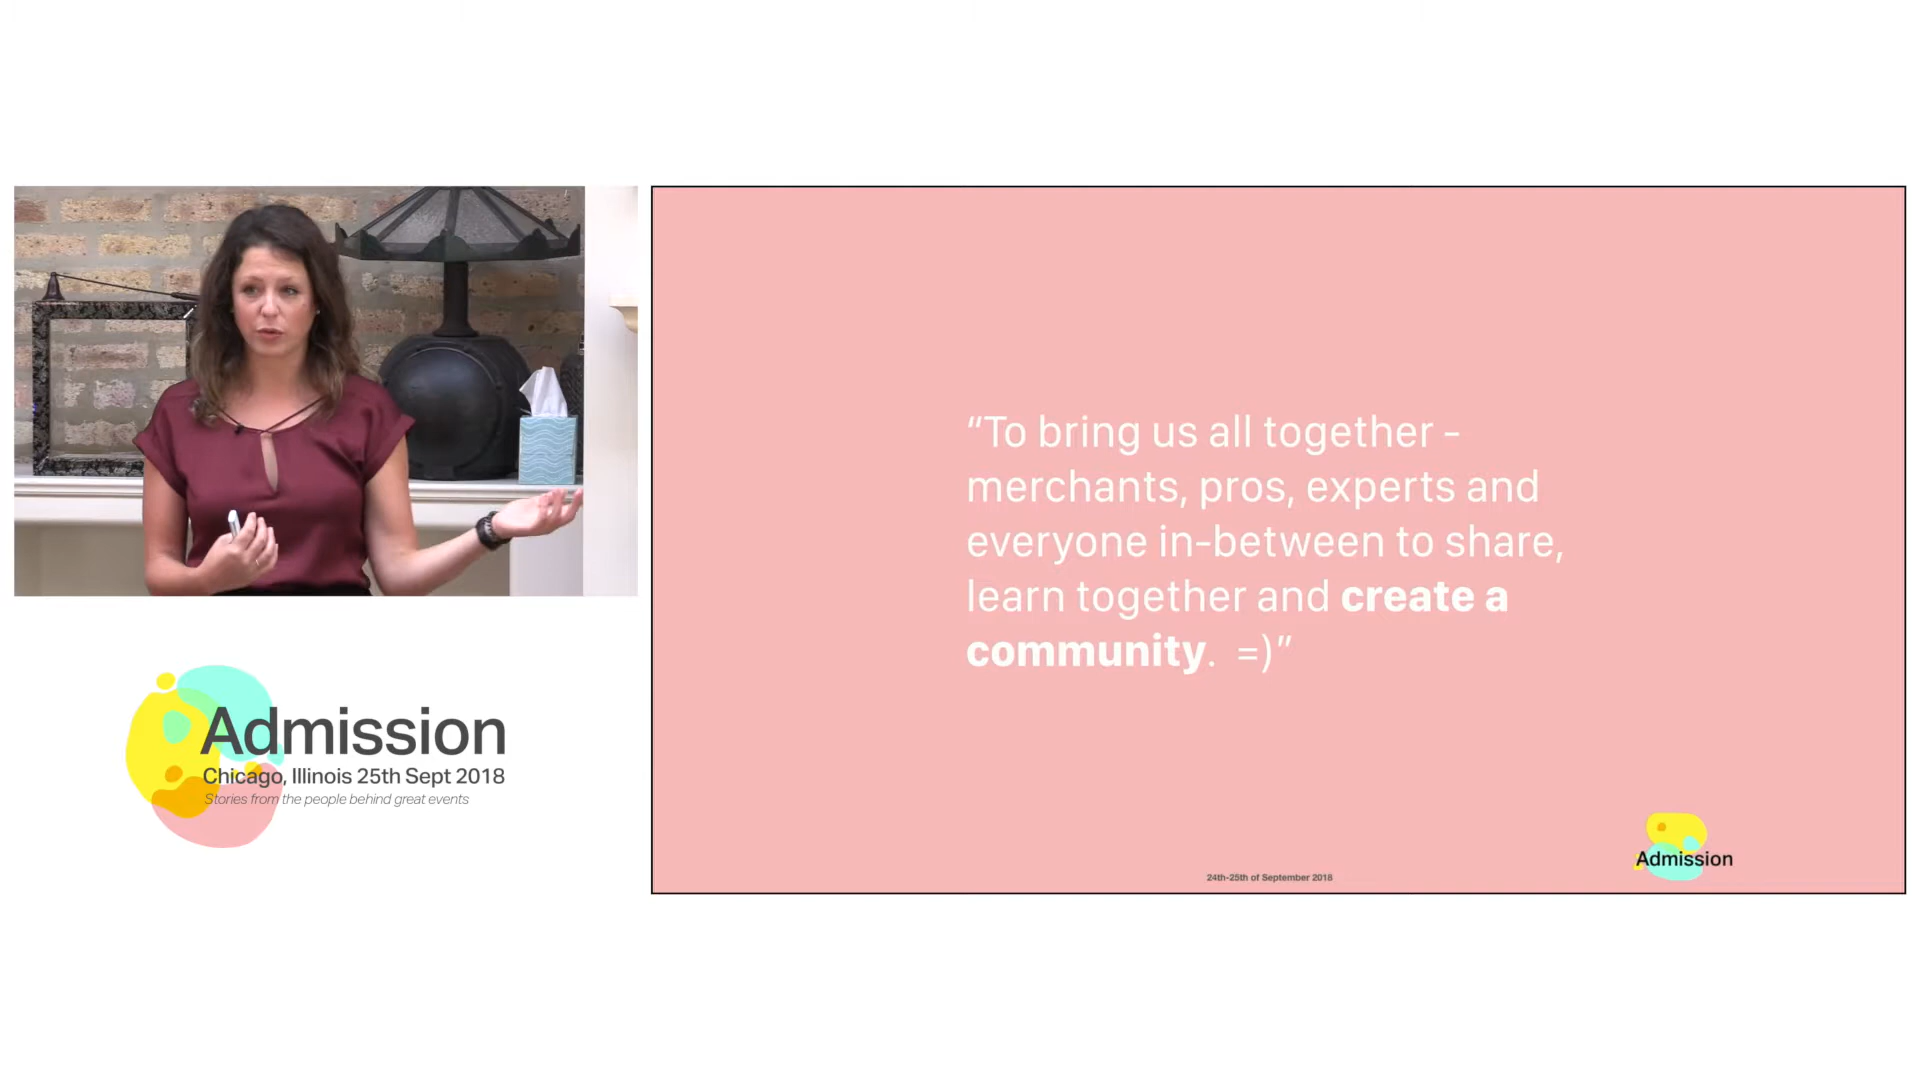 “To bring us all together -
merchants, pros, experts and
everyone in-between to share,
learn together and create a
community.  =)”
Admission
Chicago, Illinois 25th Sept 2018
Stories from the people behind great events
Admission
24th-25th of September 2018